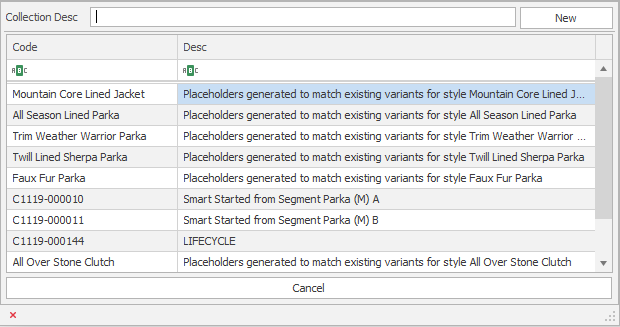 Collection Desc New
Code Desc
ABC ABC
Mountain Core Lined Jacket Placeholders generated to match existing variants for style Mountain Core Lined J...
All Season Lined Parka Placeholders generated to match existing variants for style All Season Lined Parka
Trim Weather Warrior Parka Placeholders generated to match existing variants for style Trim Weather Warrior ...
Twill Lined Sherpa Parka Placeholders generated to match existing variants for style Twill Lined Sherpa Parka
Faux Fur Parka Placeholders generated to match existing variants for style Faux Fur Parka
C1119-000010 Smart Started from Segment Parka (M) A
C1119-000011 Smart Started from Segment Parka (M) B
C1119-000144 LIFECYCLE
All Over Stone Clutch Placeholders generated to match existing variants for style All Over Stone Clutch
Cancel